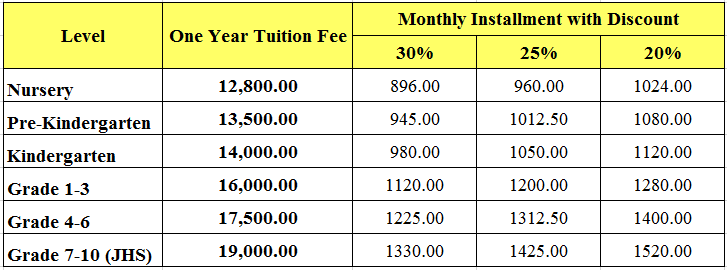 Level One Year Tuition Fee Monthly Installment with Discount
30% 25% 20%
Nursery 12,800.00 896.00 960.00 1024.00
Pre-Kindergarten 13,500.00 945.00 1012.50 1080.00
Kindergarten 14,000.00 980.00 1050.00 1120.00
Grade 1-3 16,000.00 1120.00 1200.00 1280.00
Grade 4-6 17,500.00 1225.00 1312.50 1400.00
Grade 7-10 (JHS) 19,000.00 1330.00 1425.00 1520.00